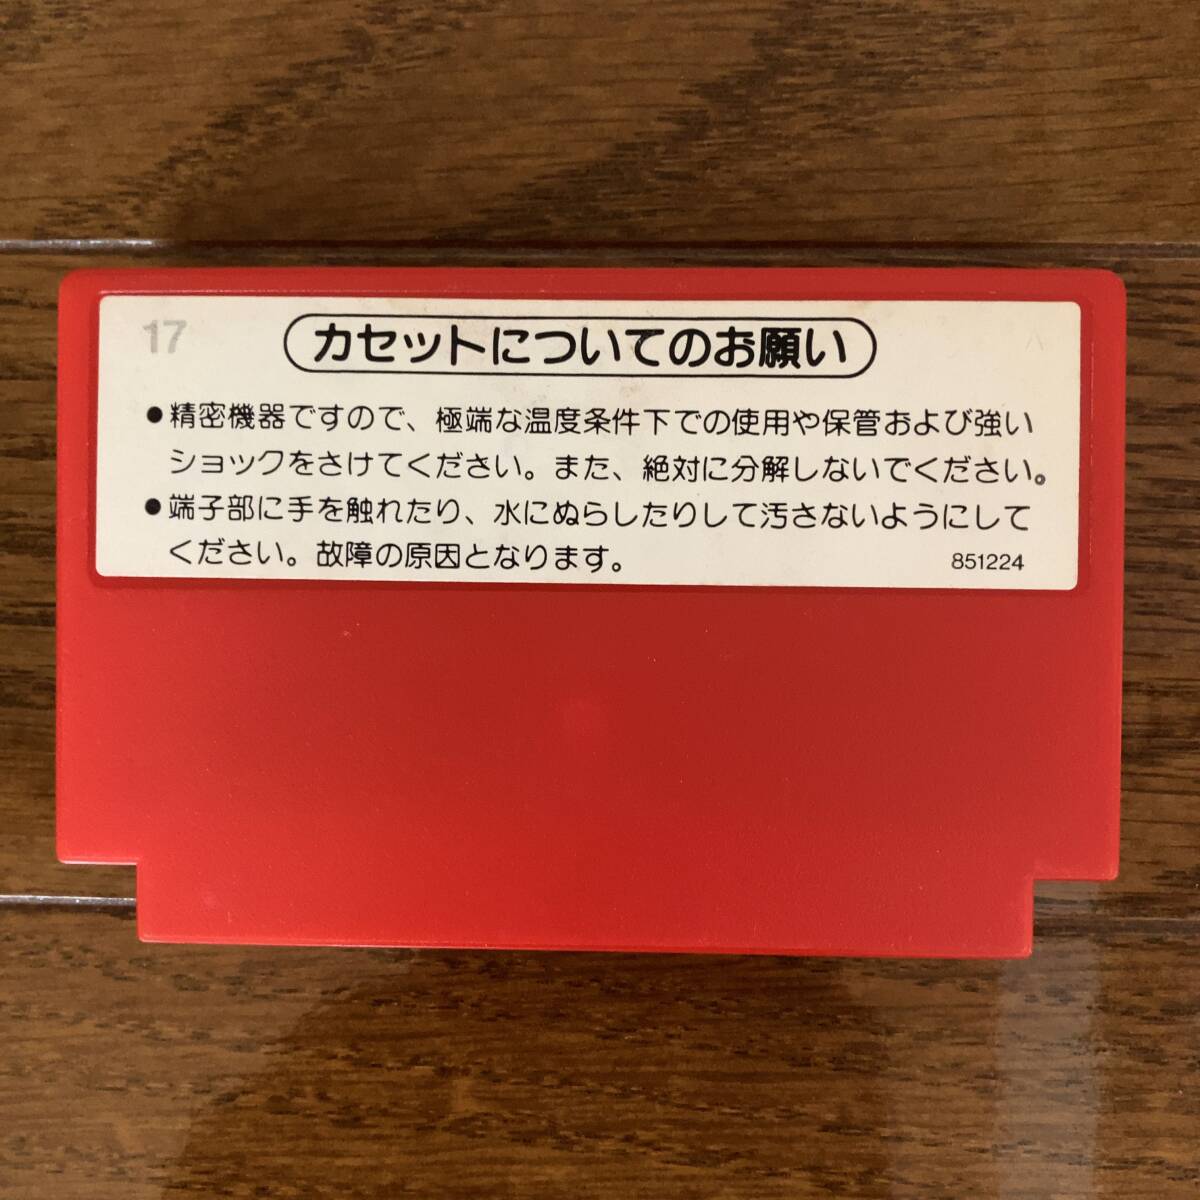 17
カセットについてのお願い
●精密機器ですので、極端な温度条件下での使用や保管および強い
ショックをさけてください。また、絶対に分解しないでください。
●端子部に手を触れたり、水にぬらしたりして汚さないようにして
ください。故障の原因となります。
851224